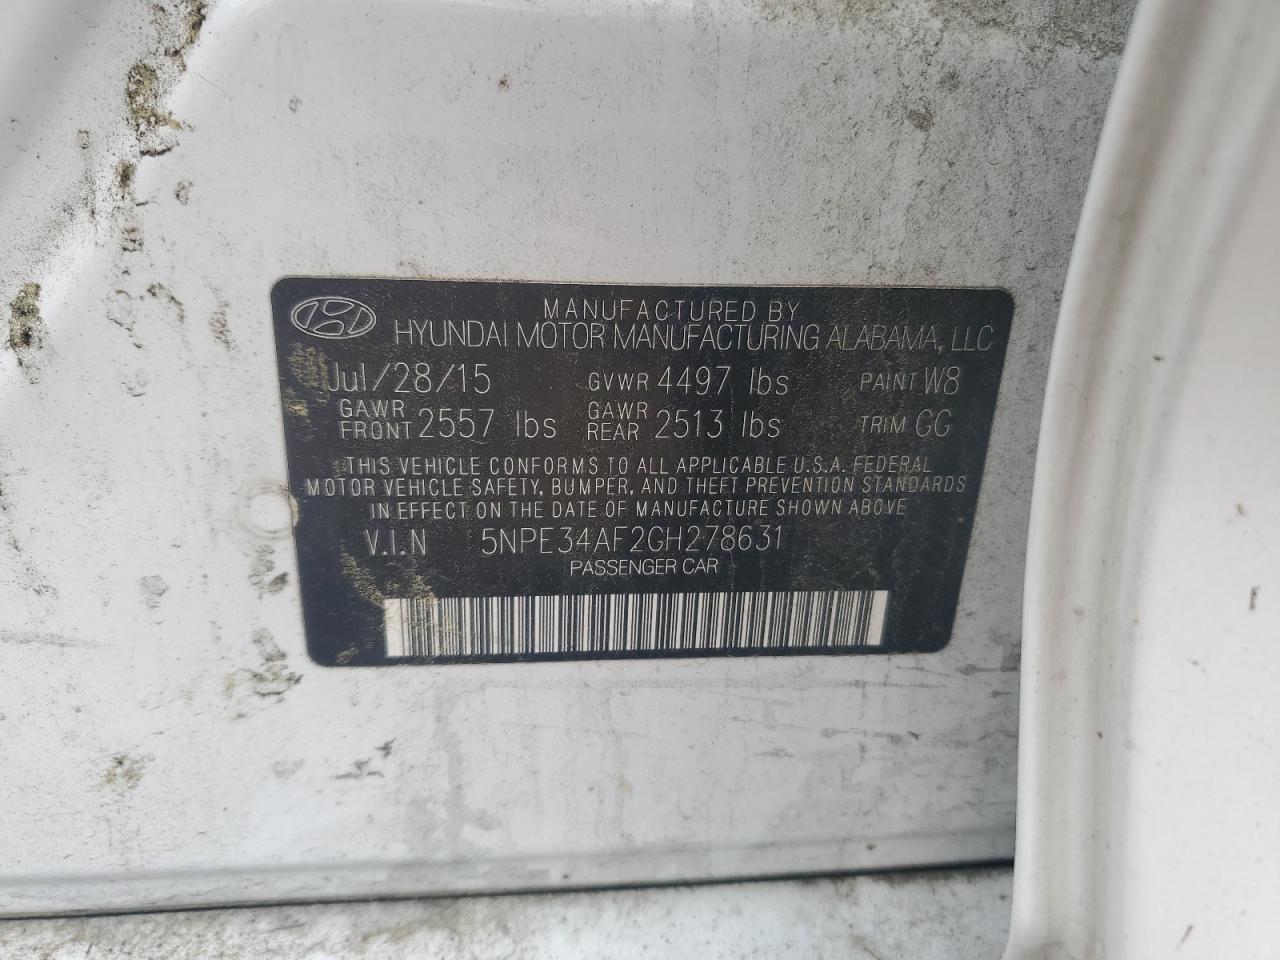 MANUFACTURED BY
HYUNDAI MOTOR MANUFACTURING ALABAMA, LLC
Jul/28/15 GVWR 4497 lbs PAINT W8
GAWR FRONT 2557 lbs GAWR REAR 2513 lbs TRIM GG
THIS VEHICLE CONFORMS TO ALL APPLICABLE U.S.A. FEDERAL
MOTOR VEHICLE SAFETY, BUMPER, AND THEFT PREVENTION STANDARDS
IN EFFECT ON THE DATE OF MANUFACTURE SHOWN ABOVE
V.I.N 5NPE34AF2GH278631
PASSENGER CAR